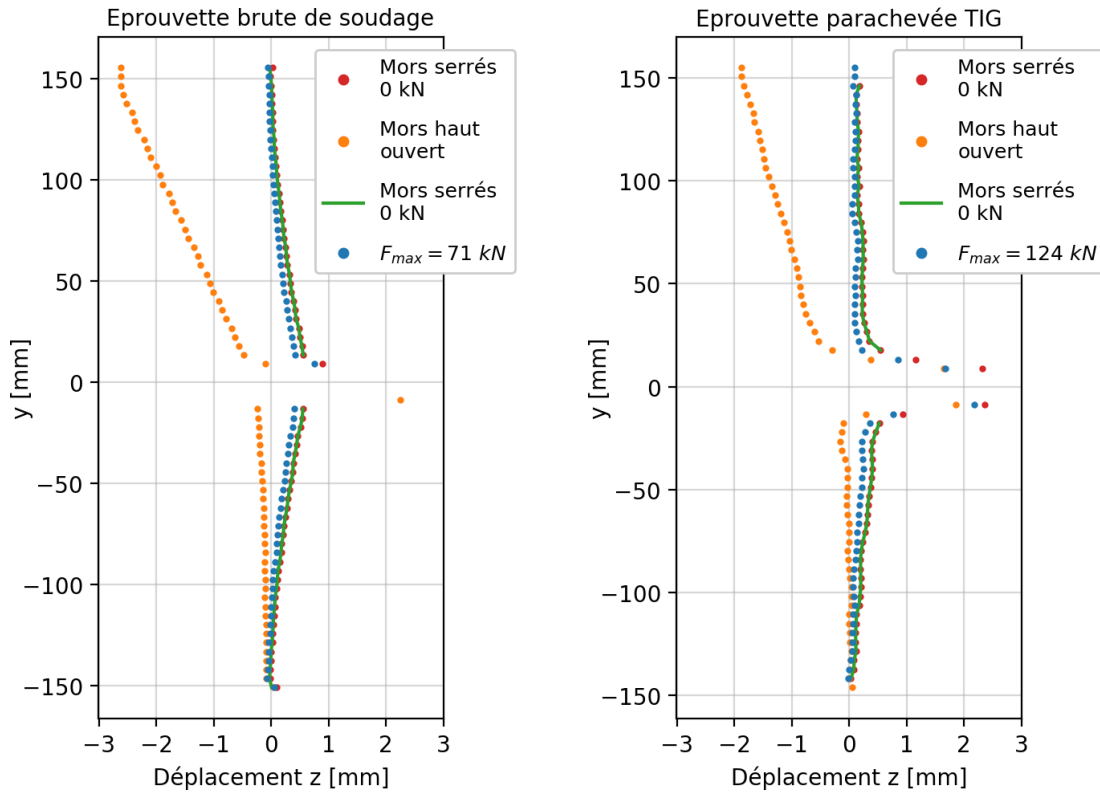 Eprouvette brute de soudage
Mors serrés
0 kN
Mors haut
ouvert
Mors serrés
0 kN
F_max = 71 kN
150
100
50
0
−50
−100
−150
y [mm]
−3 −2 −1 0 1 2 3
Déplacement z [mm]
Eprouvette parachevée TIG
Mors serrés
0 kN
Mors haut
ouvert
Mors serrés
0 kN
F_max = 124 kN
150
100
50
0
−50
−100
−150
y [mm]
−3 −2 −1 0 1 2 3
Déplacement z [mm]